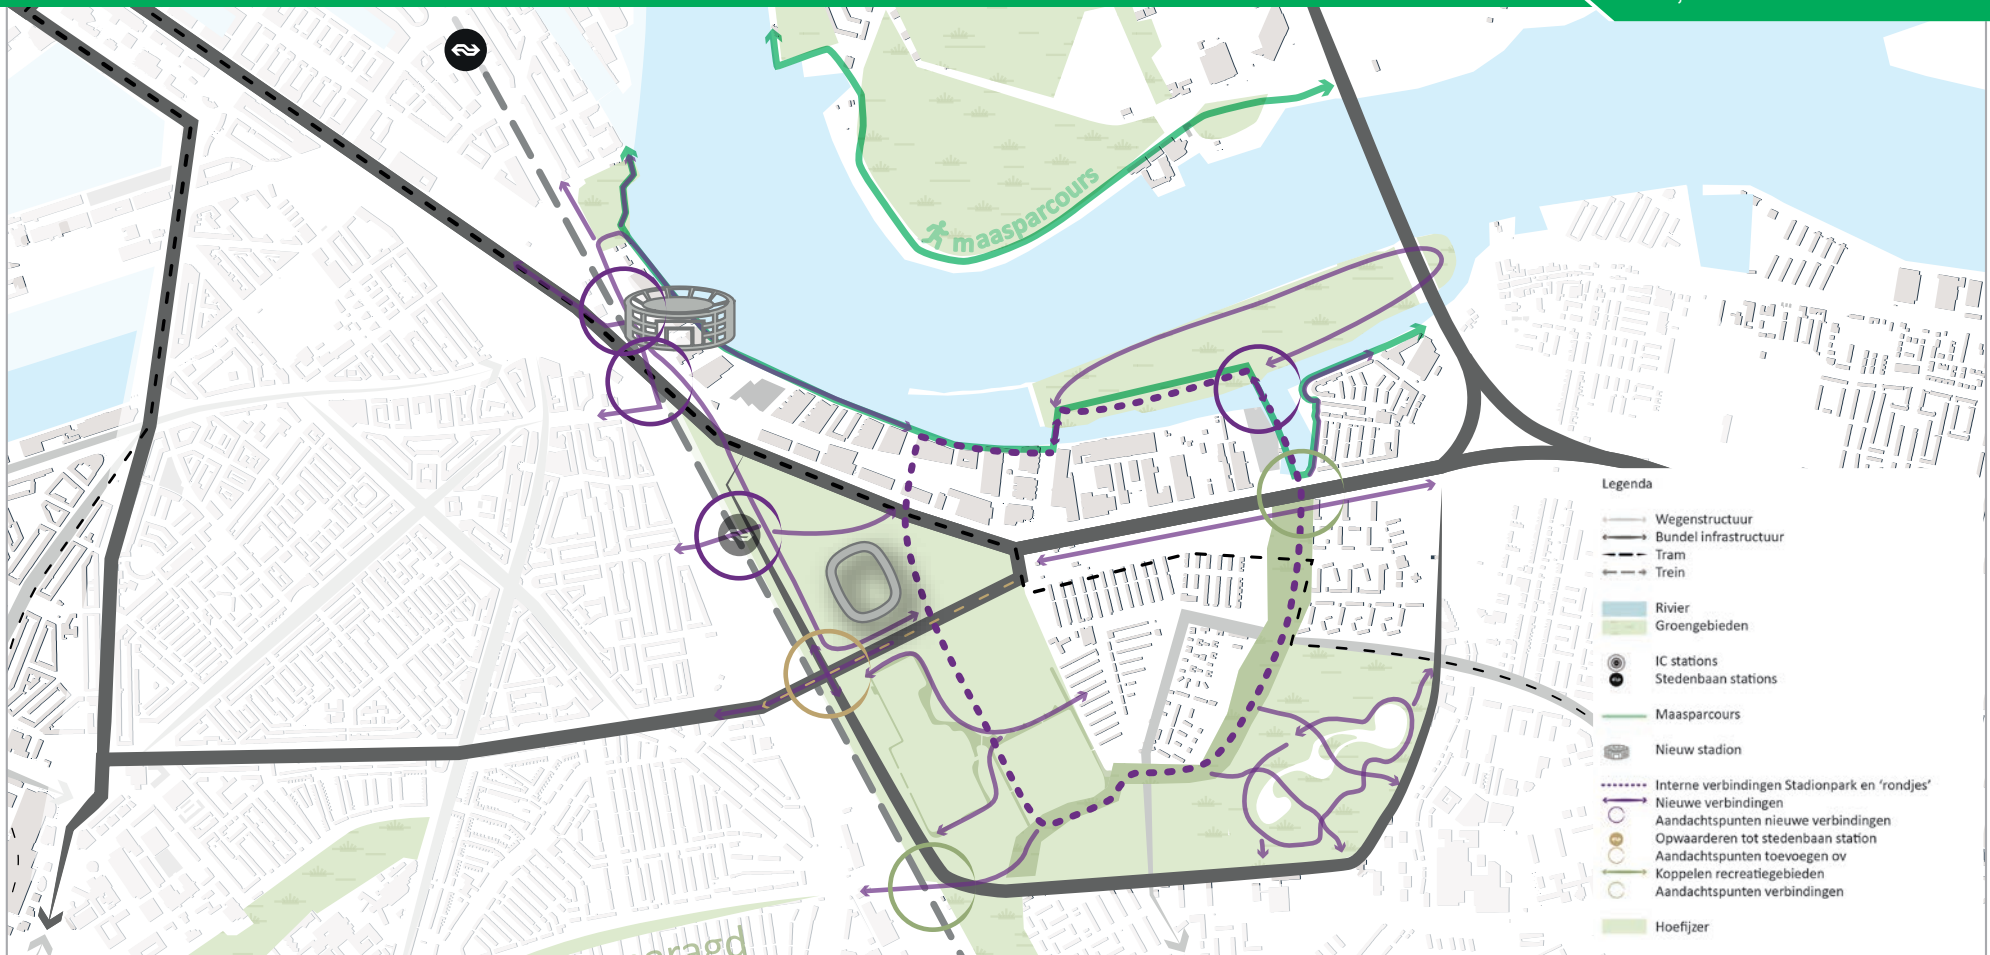 maasparcours
eragd
Legenda
Wegenstructuur
Bundel infrastructuur
Tram
Trein
Rivier
Groengebieden
IC stations
Stedenbaan stations
Maasparcours
Nieuw stadion
Interne verbindingen Stadionpark en ‘rondjes’
Nieuwe verbindingen
Aandachtspunten nieuwe verbindingen
Opwaarderen tot stedenbaan station
Aandachtspunten toevoegen ov
Koppelen recreatiegebieden
Aandachtspunten verbindingen
Hoefijzer